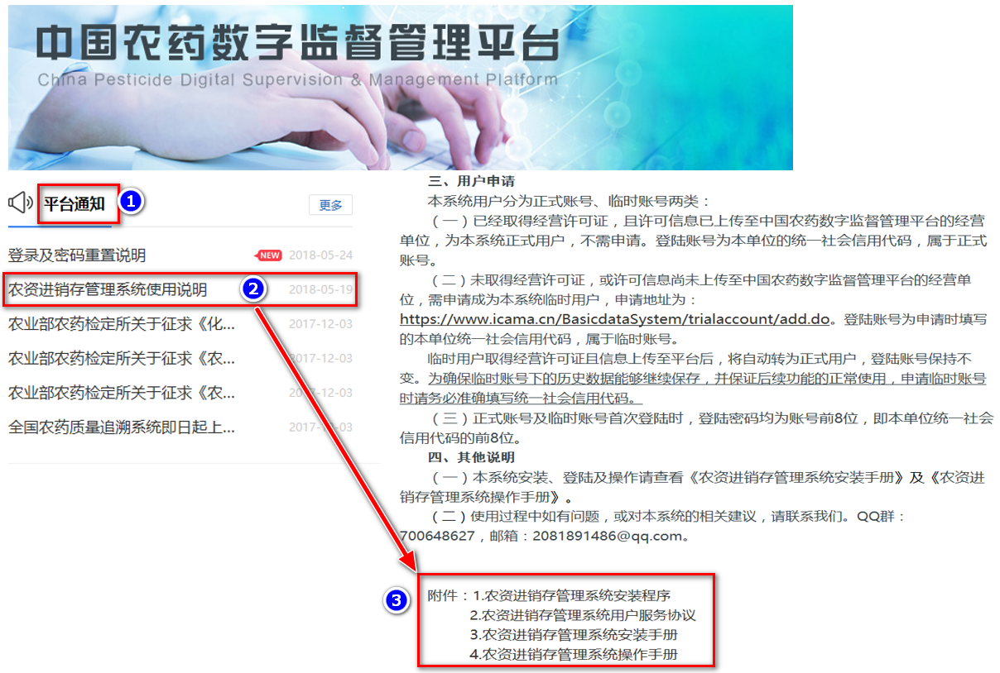 中国农药数字监督管理平台
China Pesticide Digital Supervision & Management Platform
平台通知
1
更多
登录及密码重置说明 NEW 2018-05-24
农资进销存管理系统使用说明 2 2018-05-19
农业部农药检定所关于征求《化... 2017-12-03
农业部农药检定所关于征求《农... 2017-12-03
农业部农药检定所关于征求《农... 2017-12-03
全国农药质量追溯系统即日起上... 2017-12-03
三、用户申请
本系统用户分为正式账号、临时账号两类：
（一）已经取得经营许可证，且许可信息已上传至中国农药数字监督管理平台的经营
单位，为本系统正式用户，不需申请。登陆账号为本单位的统一社会信用代码，属于正式
账号。
（二）未取得经营许可证，或许可信息尚未上传至中国农药数字监督管理平台的经营单
位，需申请成为本系统临时用户，申请地址为：
https://www.icama.cn/BasicdataSystem/trialaccount/add.do。登陆账号为申请时填写
的本单位统一社会信用代码，属于临时账号。
临时用户取得经营许可证且信息上传至平台后，将自动转为正式用户，登陆账号保持不
变。为确保临时账号下的历史数据能够继续保存，并保证后续功能的正常使用，申请临时账号
时请务必准确填写统一社会信用代码。
（三）正式账号及临时账号首次登陆时，登陆密码均为账号前8位，即本单位统一社会
信用代码的前8位。
四、其他说明
（一）本系统安装、登陆及操作请查看《农资进销存管理系统安装手册》及《农资进
销存管理系统操作手册》。
（二）使用过程中如有问题，或对本系统的相关建议，请联系我们。QQ群：
700648627，邮箱：2081891486@qq.com。
3
附件：1.农资进销存管理系统安装程序
2.农资进销存管理系统用户服务协议
3.农资进销存管理系统安装手册
4.农资进销存管理系统操作手册